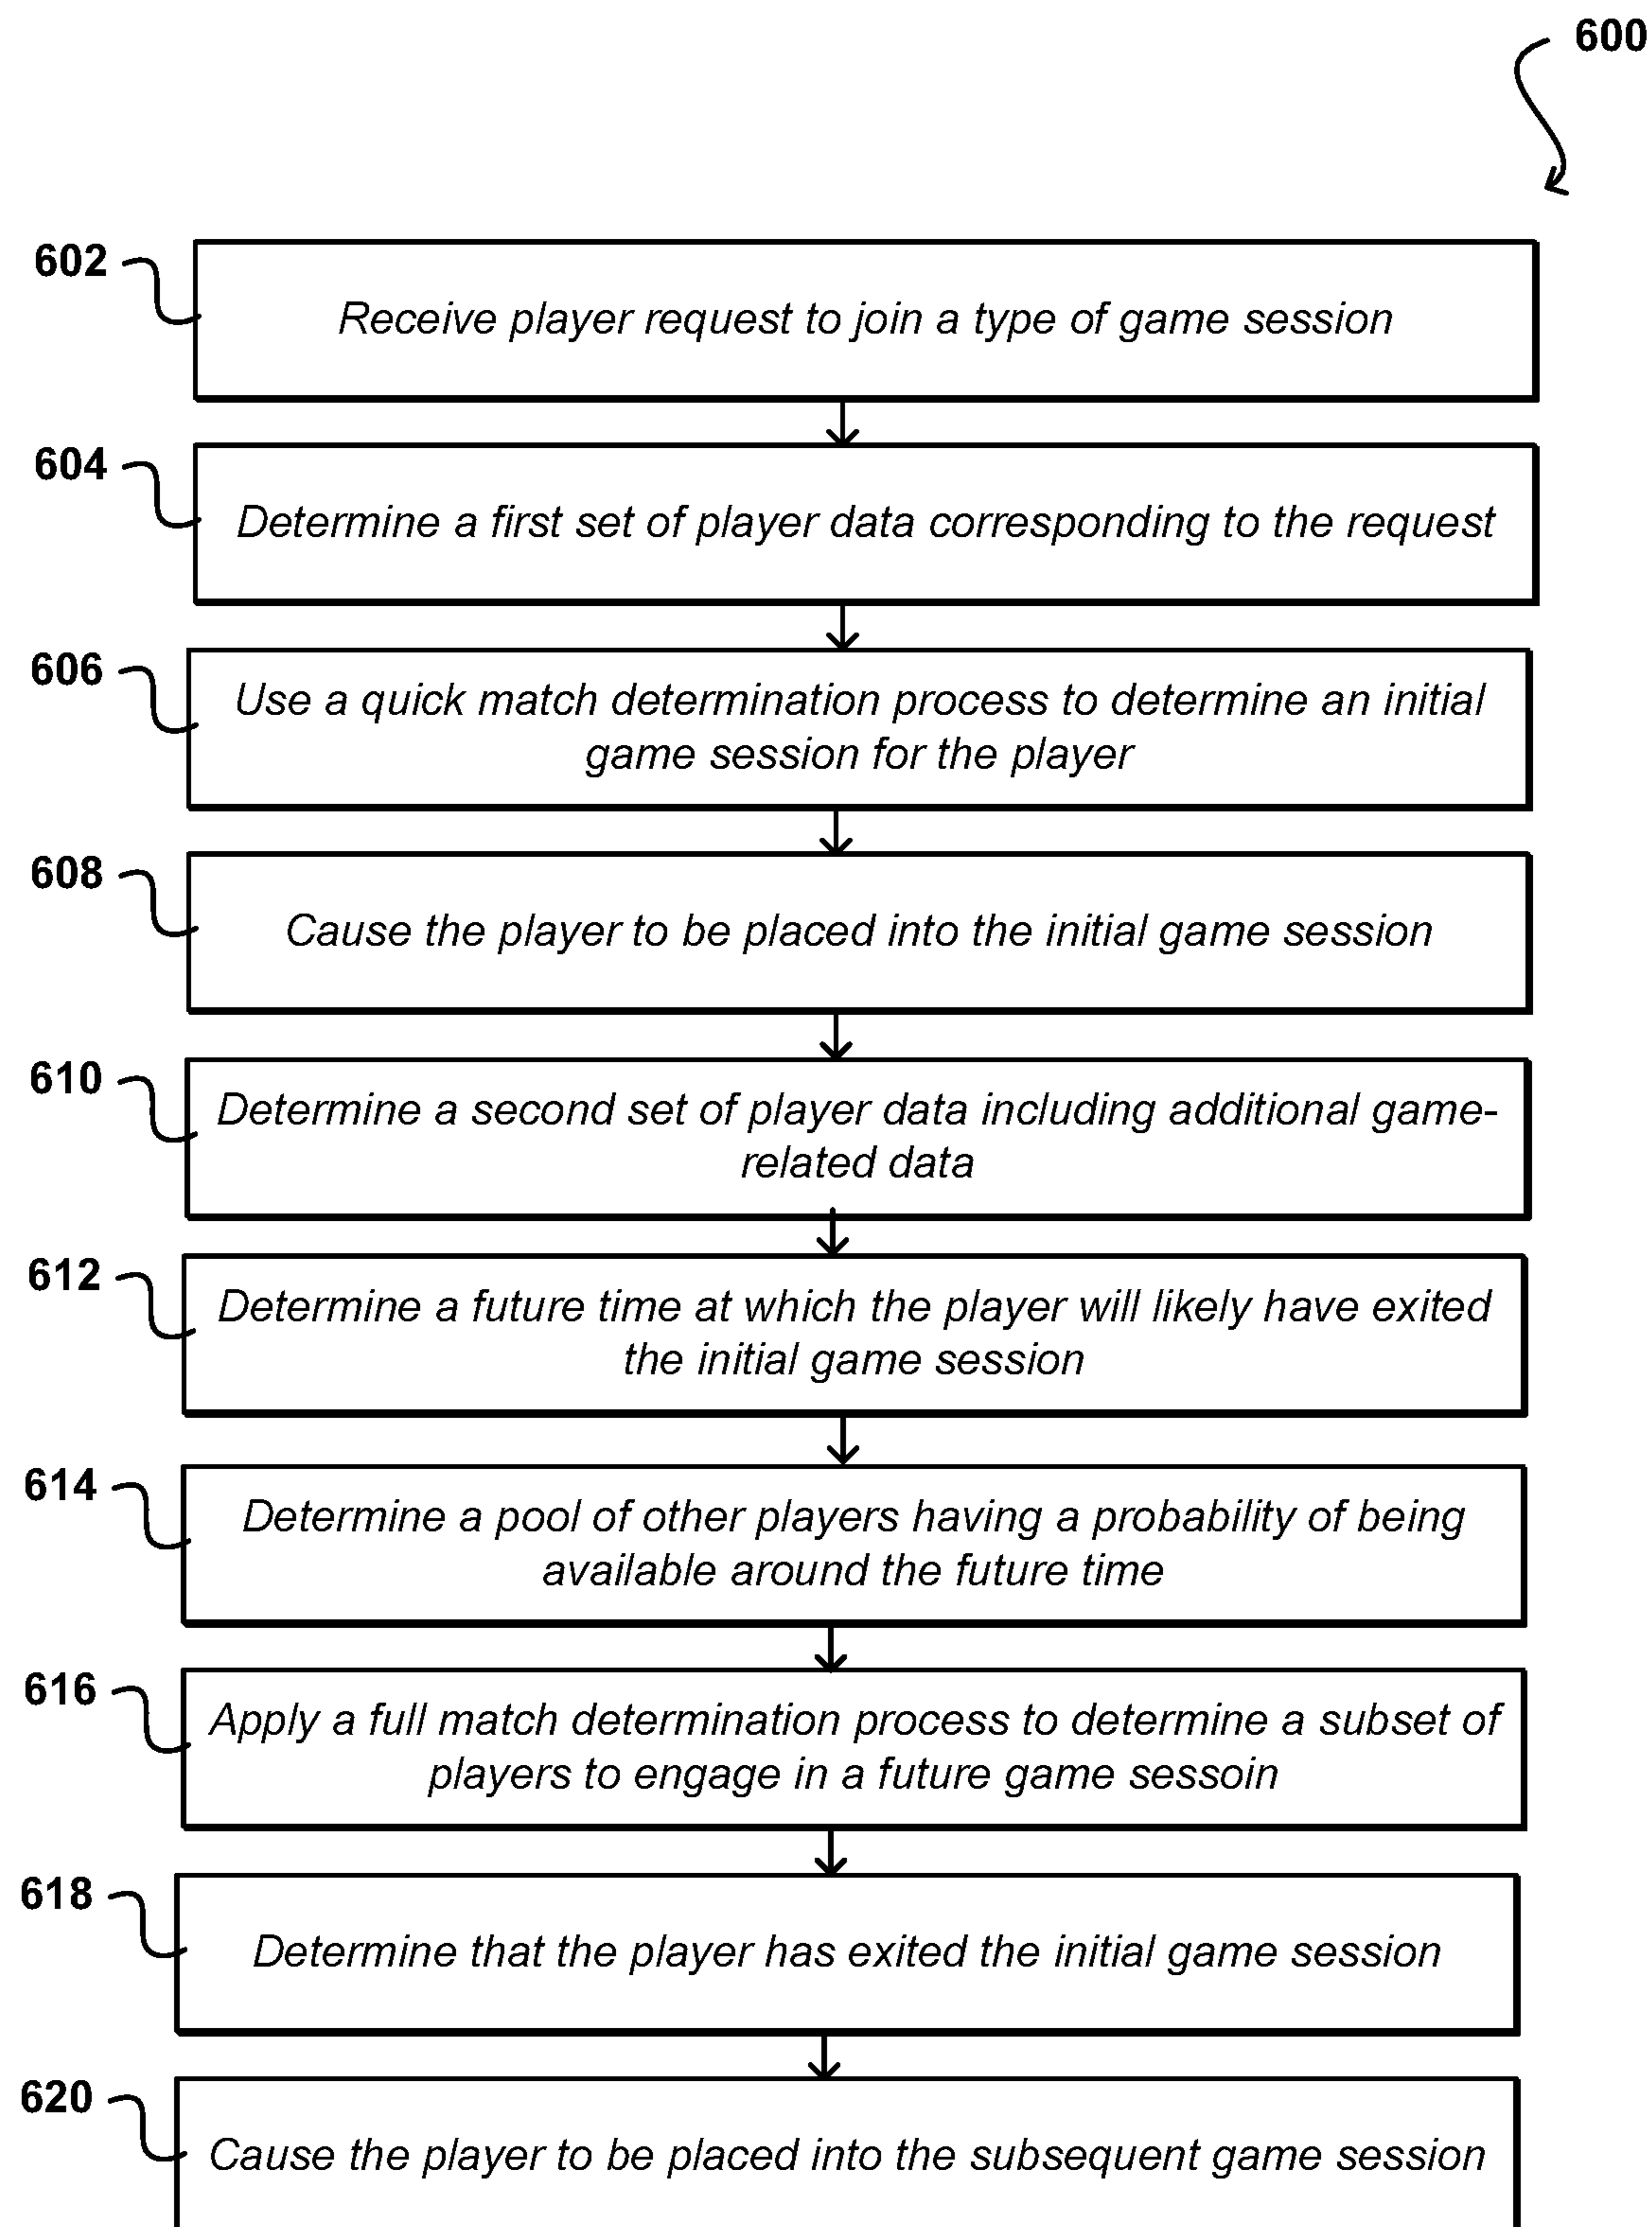 600
602
Receive player request to join a type of game session
604
Determine a first set of player data corresponding to the request
606
Use a quick match determination process to determine an initial
game session for the player
608
Cause the player to be placed into the initial game session
610
Determine a second set of player data including additional game-
related data
612
Determine a future time at which the player will likely have exited
the initial game session
614
Determine a pool of other players having a probability of being
available around the future time
616
Apply a full match determination process to determine a subset of
players to engage in a future game sessoin
618
Determine that the player has exited the initial game session
620
Cause the player to be placed into the subsequent game session